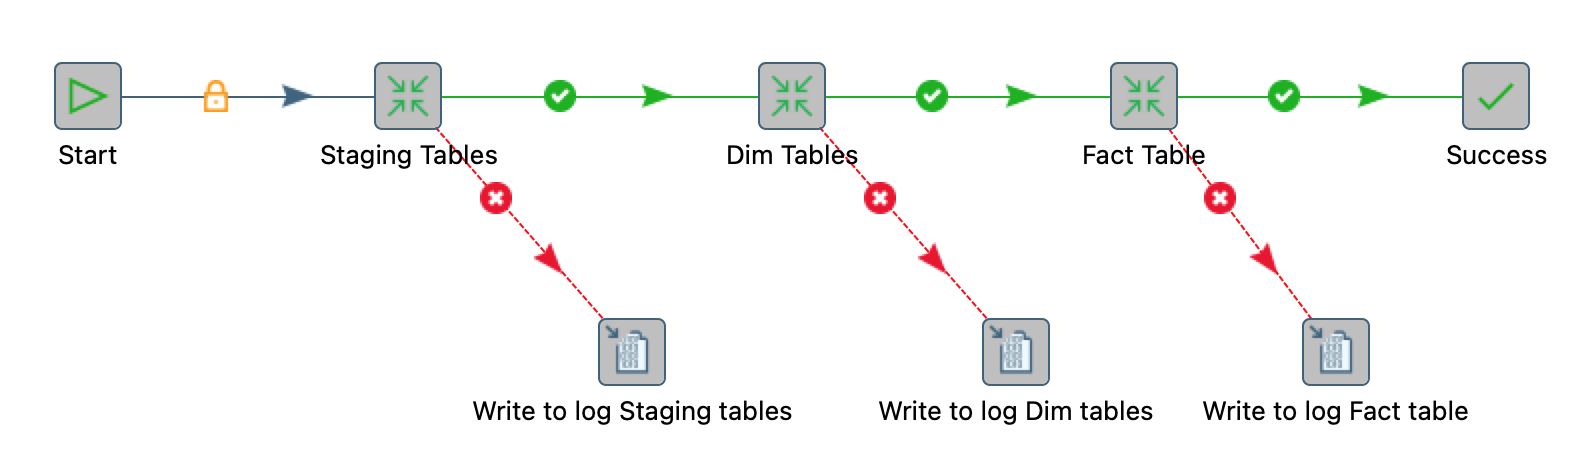 Start
Staging Tables
Dim Tables
Fact Table
Success
Write to log Staging tables
Write to log Dim tables
Write to log Fact table